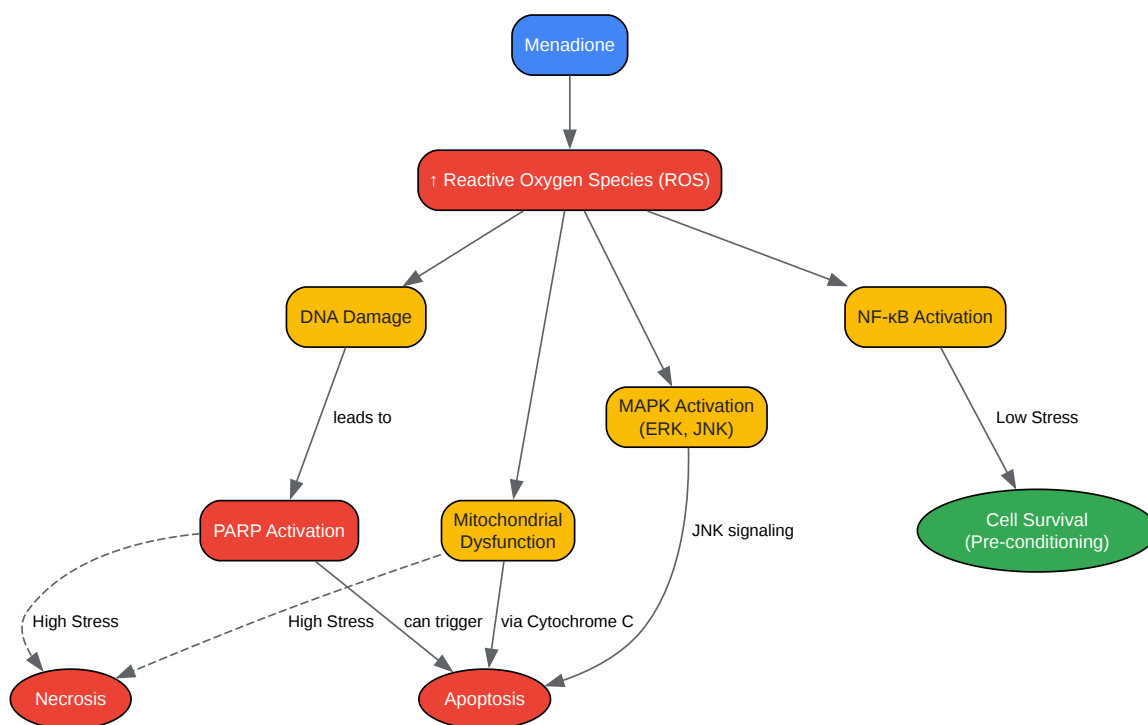 Menadione
↑ Reactive Oxygen Species (ROS)
DNA Damage
NF-κB Activation
MAPK Activation
(ERK, JNK)
leads to
Low Stress
PARP Activation
Mitochondrial
Dysfunction
JNK signaling
Cell Survival
(Pre-conditioning)
High Stress
High Stress
can trigger
via Cytochrome C
Necrosis
Apoptosis